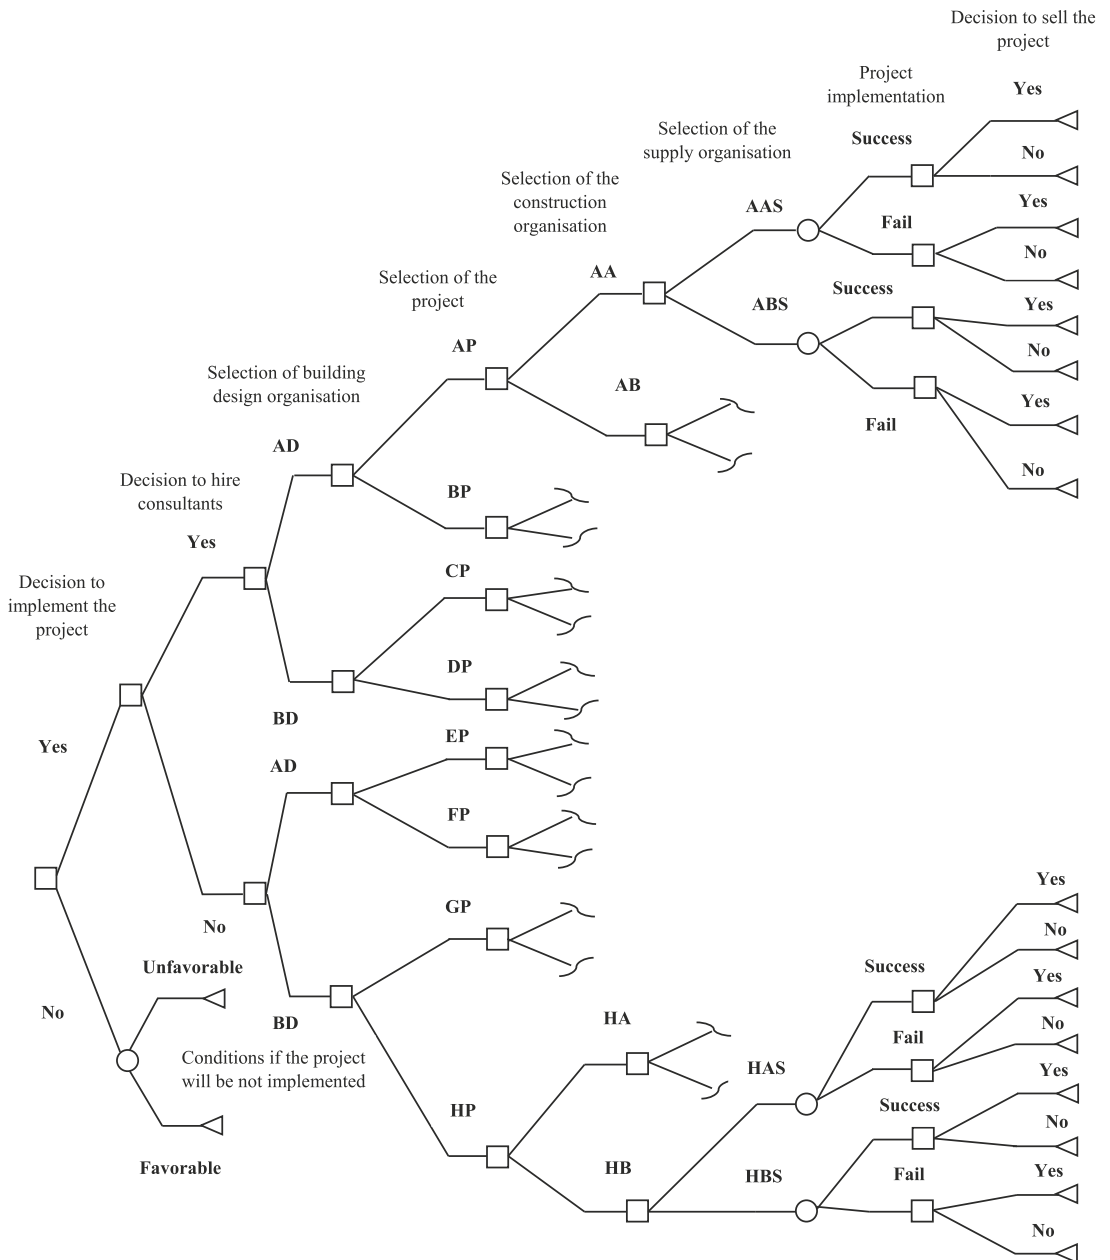 Decision to sell the
project
Project
implementation
Yes
Selection of the
supply organisation
Success
No
Selection of the
construction
organisation
AAS
Yes
Fail
No
Selection of the
project
AA
Success
ABS
Yes
No
AP
Selection of building
design organisation
AB
Yes
Fail
AD
No
Decision to hire
consultants
BP
Yes
CP
Decision to
implement the
project
DP
BD
EP
Yes
AD
FP
Yes
GP
No
No
Unfavorable
Success
Yes
No
BD
HA
Fail
No
Conditions if the project
will be not implemented
HAS
Yes
HP
Success
No
Favorable
HB
HBS
Fail
Yes
No